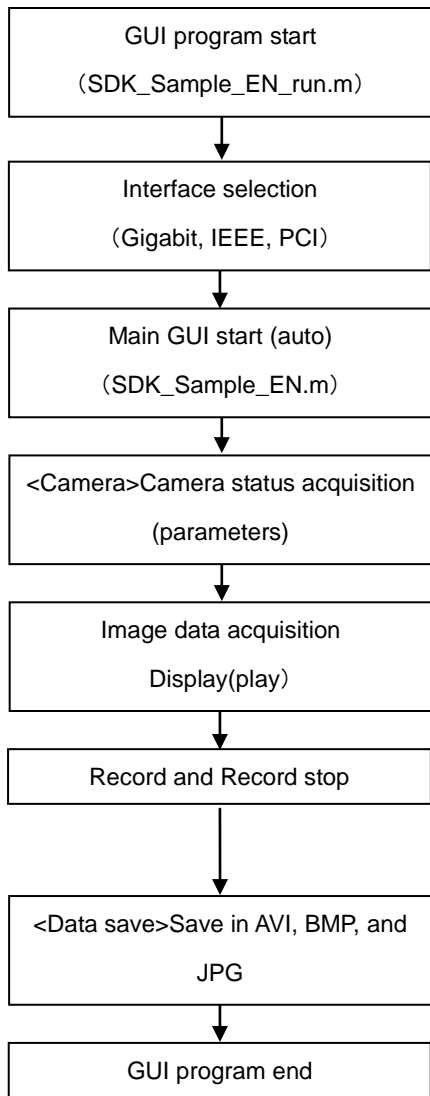 GUI program start
（SDK_Sample_EN_run.m）
Interface selection
（Gigabit, IEEE, PCI）
Main GUI start (auto)
（SDK_Sample_EN.m）
<Camera>Camera status acquisition
(parameters)
Image data acquisition
Display(play）
Record and Record stop
<Data save>Save in AVI, BMP, and
JPG
GUI program end